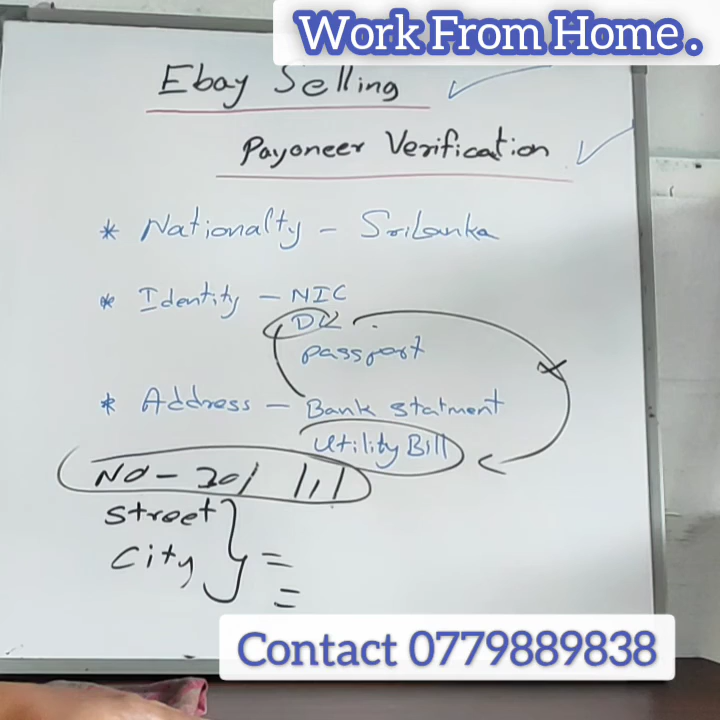 Work From Home.
Ebay Selling
Payoneer Verification
* Nationalty - SriLanka
* Identity - NIC
DL
passport
* Address - Bank statment
Utility Bill
No - 201 1,1
street
City
Contact 0779889838